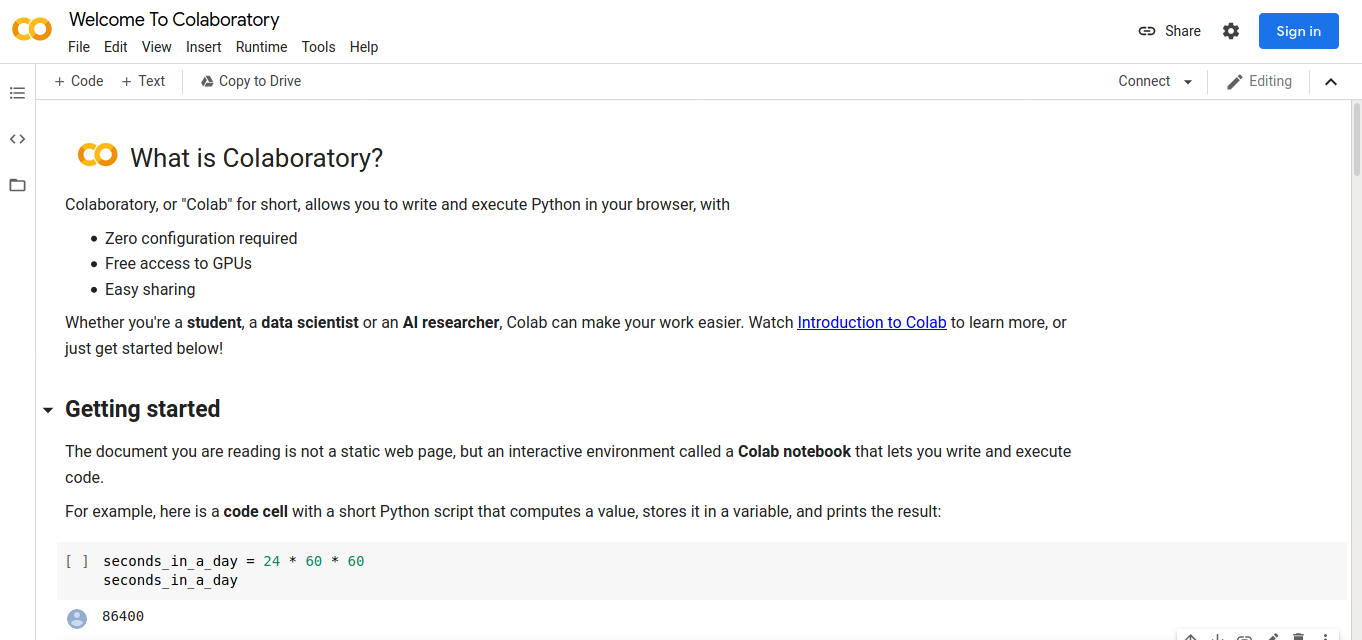 Welcome To Colaboratory
File Edit View Insert Runtime Tools Help
Share
Sign in
+ Code + Text Copy to Drive
Connect
Editing
What is Colaboratory?
Colaboratory, or "Colab" for short, allows you to write and execute Python in your browser, with
• Zero configuration required
• Free access to GPUs
• Easy sharing
Whether you're a student, a data scientist or an AI researcher, Colab can make your work easier. Watch Introduction to Colab to learn more, or
just get started below!
Getting started
The document you are reading is not a static web page, but an interactive environment called a Colab notebook that lets you write and execute
code.
For example, here is a code cell with a short Python script that computes a value, stores it in a variable, and prints the result:
[ ] seconds_in_a_day = 24 * 60 * 60
seconds_in_a_day
86400